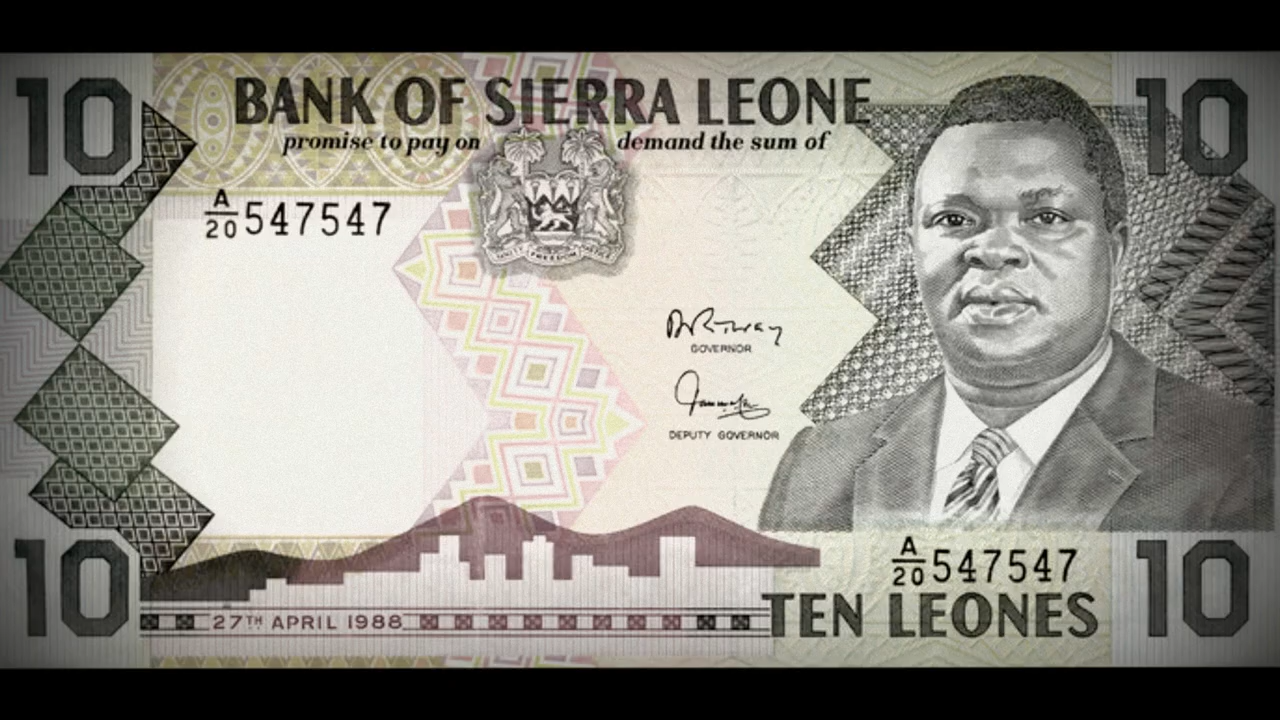 10
BANK OF SIERRA LEONE
10
promise to pay on demand the sum of
A/20 547547
FREEDOM
GOVERNOR
DEPUTY GOVERNOR
A/20 547547
10
27TH APRIL 1988
TEN LEONES
10